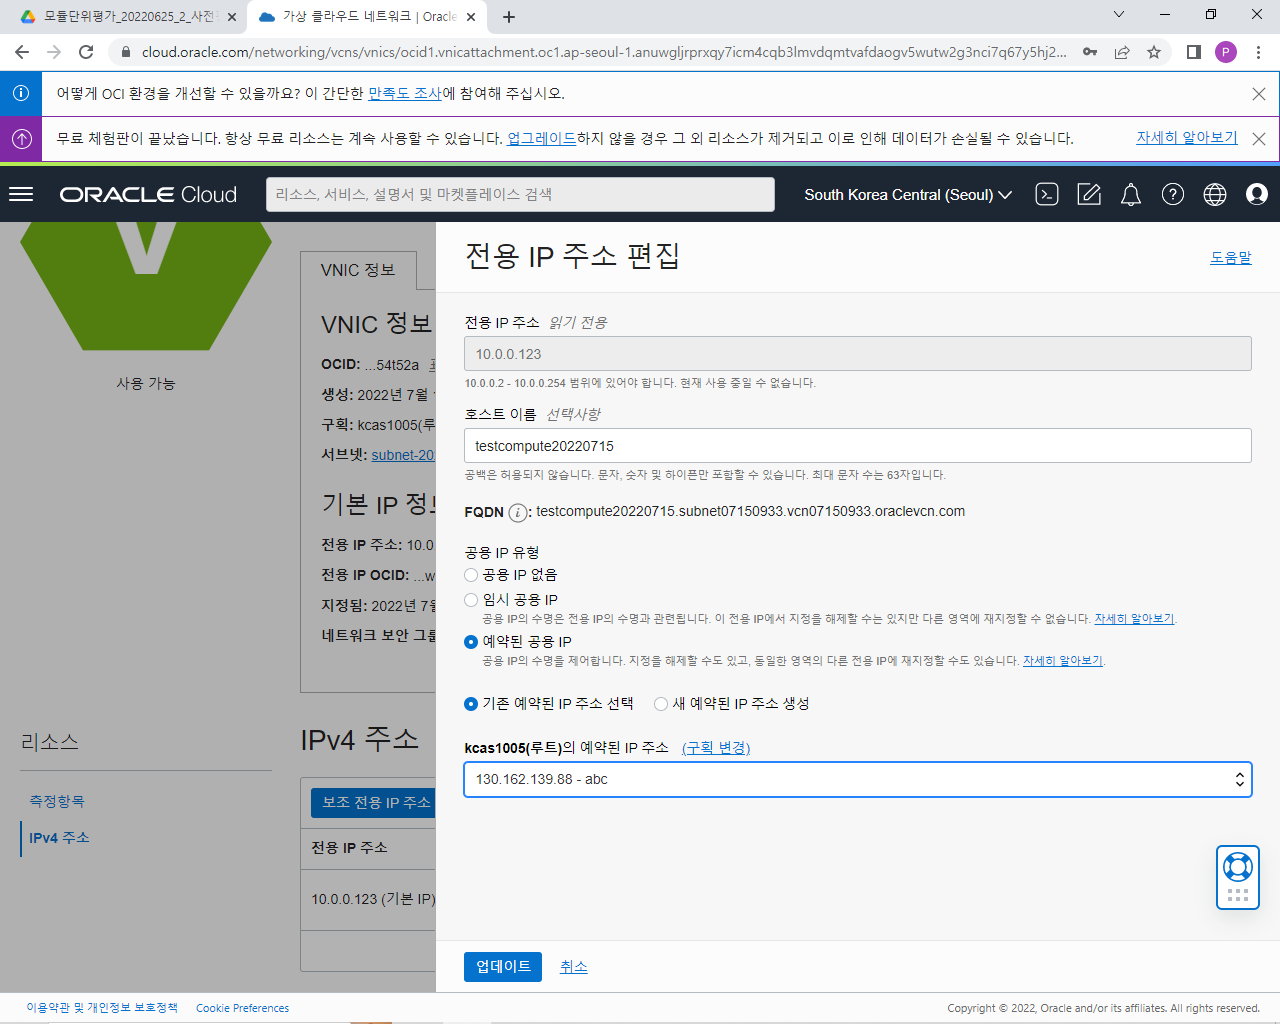 모듈단위평가_20220625_2_사전
가상 클라우드 네트워크 | Oracle
cloud.oracle.com/networking/vcns/vnics/ocid1.vnicattachment.oc1.ap-seoul-1.anuwgljrprxqy7icm4cqb3lmvdqmtvafdaogv5wutw2g3nci7q67y5hj2...
P
어떻게 OCI 환경을 개선할 수 있을까요? 이 간단한 만족도 조사에 참여해 주십시오.
무료 체험판이 끝났습니다. 항상 무료 리소스는 계속 사용할 수 있습니다. 업그레이드하지 않을 경우 그 외 리소스가 제거되고 이로 인해 데이터가 손실될 수 있습니다. 자세히 알아보기
ORACLE Cloud
리소스, 서비스, 설명서 및 마켓플레이스 검색
South Korea Central (Seoul)
사용 가능
VNIC 정보
VNIC 정보
OCID: ...54t52a
생성: 2022년 7월
구획: kcas1005(루트
서브넷: subnet-20
기본 IP 정보
전용 IP 주소: 10.0
전용 IP OCID: ...w
지정됨: 2022년 7월
네트워크 보안 그룹
리소스
측정항목
IPv4 주소
IPv4 주소
보조 전용 IP 주소
전용 IP 주소
10.0.0.123 (기본 IP)
전용 IP 주소 편집
도움말
전용 IP 주소 읽기 전용
10.0.0.123
10.0.0.2 - 10.0.0.254 범위에 있어야 합니다. 현재 사용 중일 수 없습니다.
호스트 이름 선택사항
testcompute20220715
공백은 허용되지 않습니다. 문자, 숫자 및 하이픈만 포함할 수 있습니다. 최대 문자 수는 63자입니다.
FQDN i : testcompute20220715.subnet07150933.vcn07150933.oraclevcn.com
공용 IP 유형
공용 IP 없음
임시 공용 IP
공용 IP의 수명은 전용 IP의 수명과 관련됩니다. 이 전용 IP에서 지정을 해제할 수는 있지만 다른 영역에 재지정할 수 없습니다. 자세히 알아보기.
예약된 공용 IP
공용 IP의 수명을 제어합니다. 지정을 해제할 수도 있고, 동일한 영역의 다른 전용 IP에 재지정할 수도 있습니다. 자세히 알아보기.
기존 예약된 IP 주소 선택 새 예약된 IP 주소 생성
kcas1005(루트)의 예약된 IP 주소 (구획 변경)
130.162.139.88 - abc
업데이트 취소
이용약관 및 개인정보 보호정책 Cookie Preferences
Copyright © 2022, Oracle and/or its affiliates. All rights reserved.